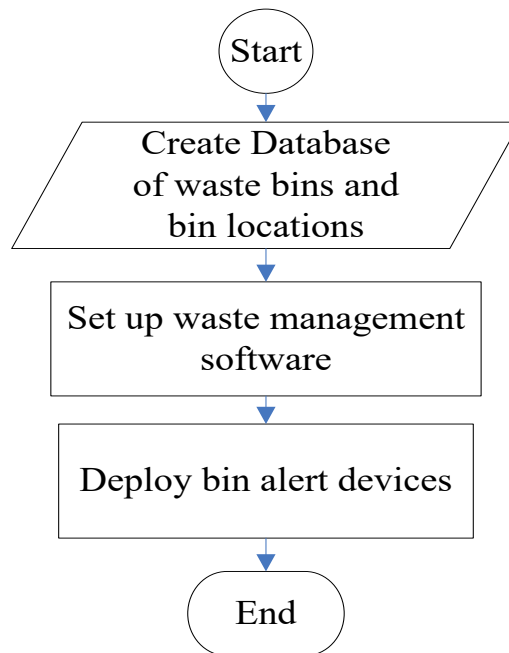 Start
Create Database
of waste bins and
bin locations
Set up waste management
software
Deploy bin alert devices
End